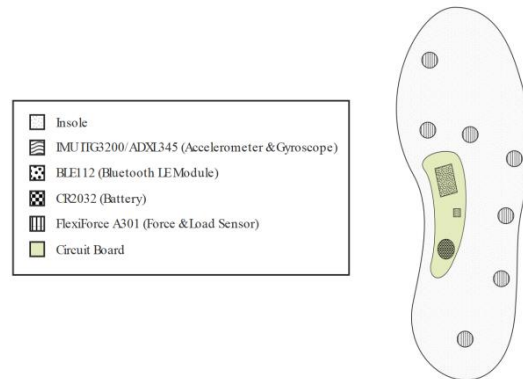 Insole
IMU ITG3200/ADXL345 (Accelerometer & Gyroscope)
BLE112 (Bluetooth LE Module)
CR2032 (Battery)
FlexiForce A301 (Force & Load Sensor)
Circuit Board